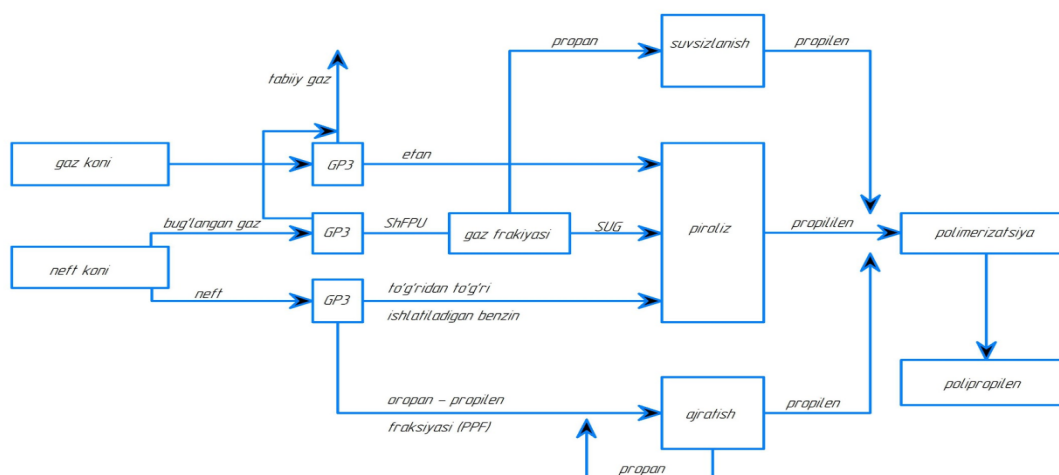 propan
suvsizlanish
propilen
tabiiy gaz
gaz koni
GP3
etan
bug'langan gaz
GP3
ShFPU
gaz frakiyasi
SUG
piroliz
propililen
polimerizatsiya
neft koni
neft
GP3
to'g'ridan to'g'ri
ishlatiladigan benzin
polipropilen
oropan - propilen
fraksiyasi (PPF)
ajratish
propilen
propan